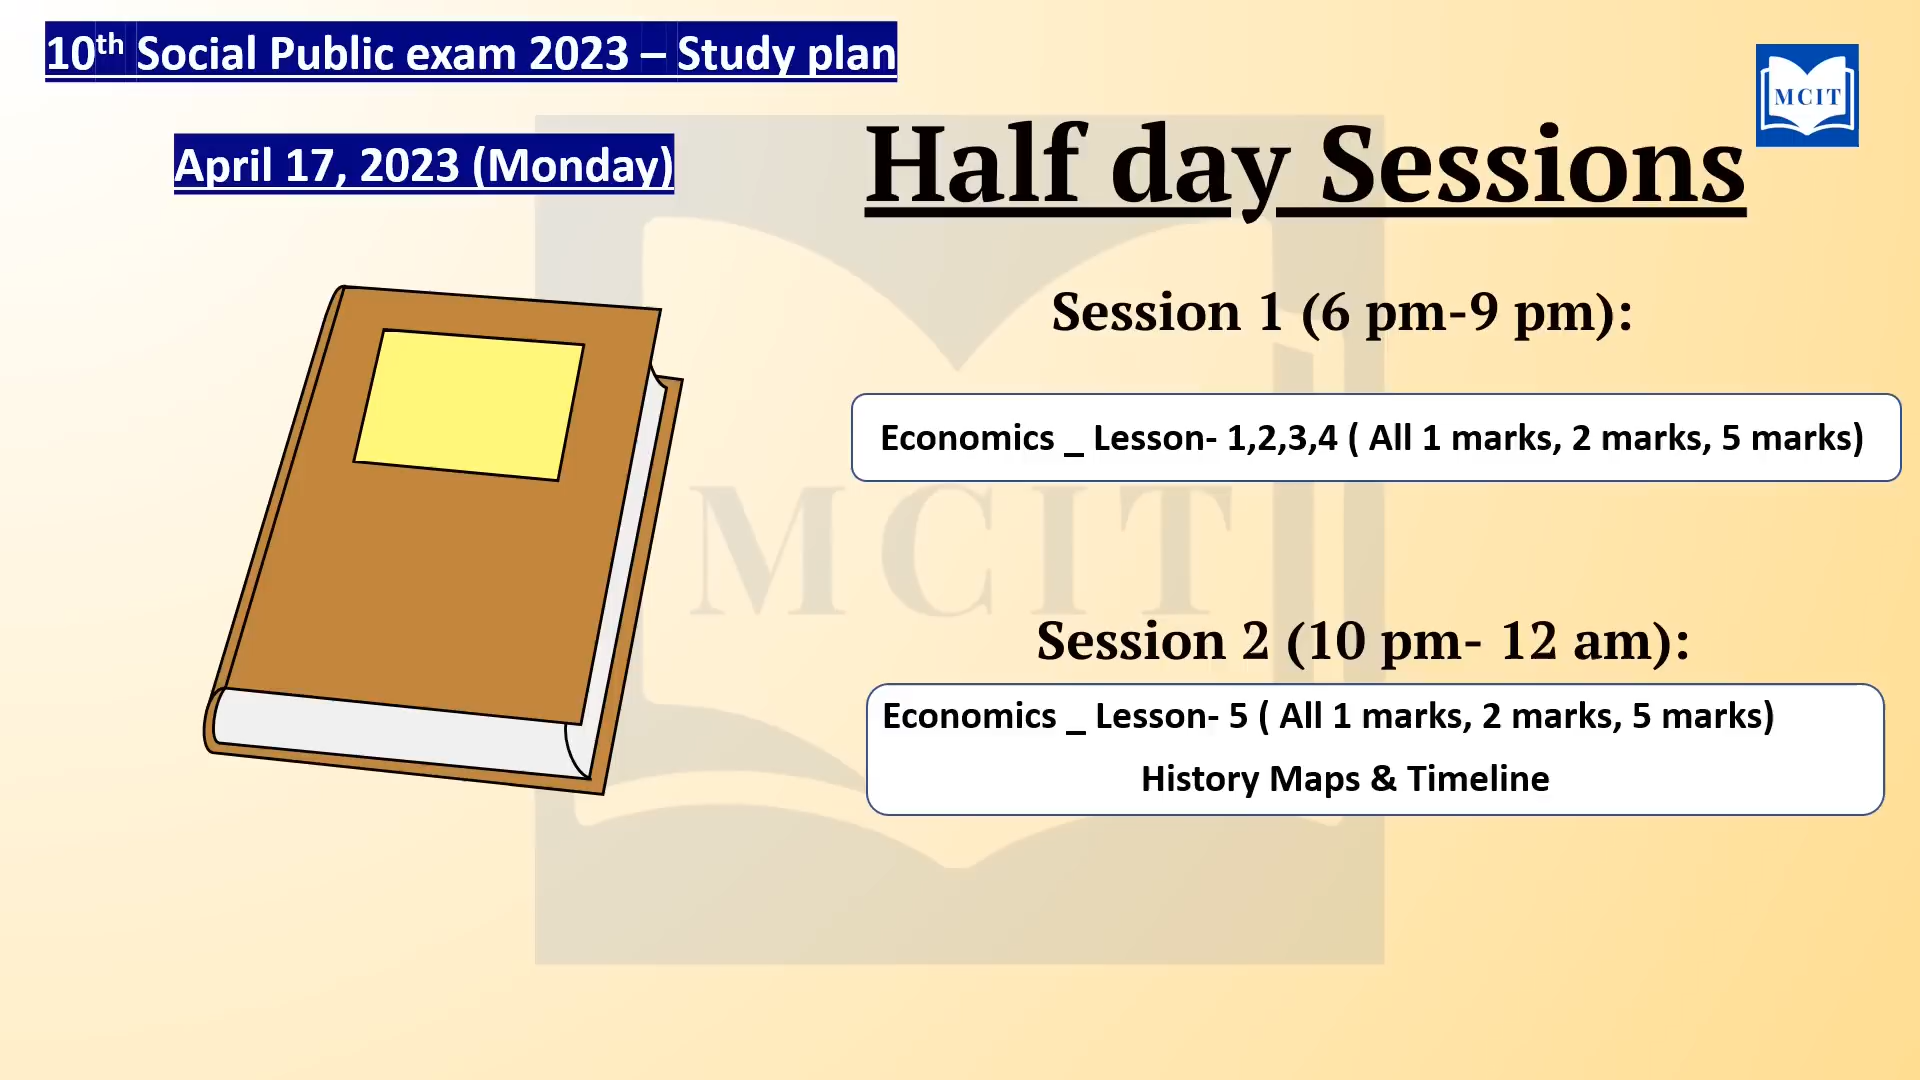 10th Social Public exam 2023 – Study plan
April 17, 2023 (Monday)
MCIT
Half day Sessions
Session 1 (6 pm-9 pm):
Economics _ Lesson- 1,2,3,4 ( All 1 marks, 2 marks, 5 marks)
MCIT
Session 2 (10 pm- 12 am):
Economics _ Lesson- 5 ( All 1 marks, 2 marks, 5 marks)
History Maps & Timeline